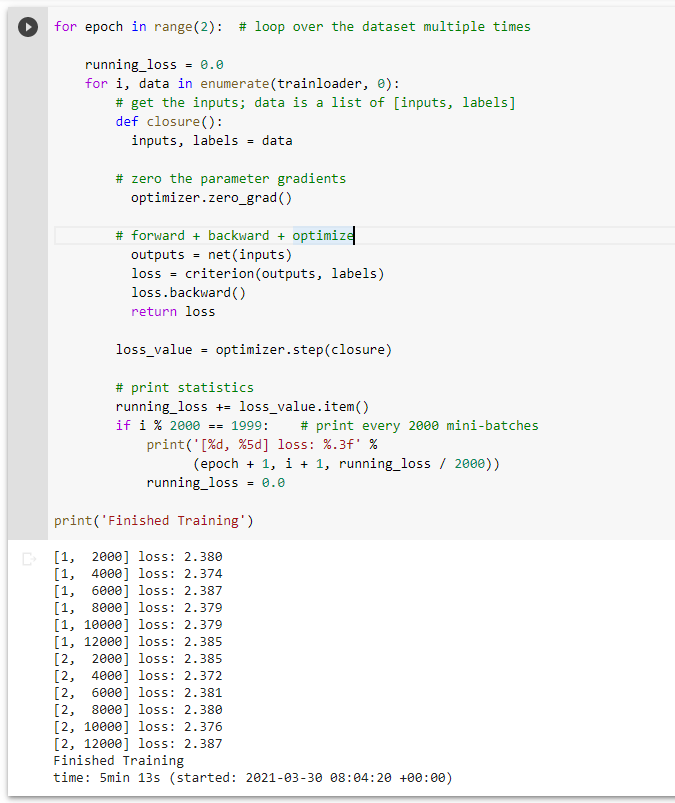 for epoch in range(2):  # loop over the dataset multiple times
    running_loss = 0.0
    for i, data in enumerate(trainloader, 0):
        # get the inputs; data is a list of [inputs, labels]
        def closure():
          inputs, labels = data
        # zero the parameter gradients
          optimizer.zero_grad()
        # forward + backward + optimize
          outputs = net(inputs)
          loss = criterion(outputs, labels)
          loss.backward()
          return loss
        loss_value = optimizer.step(closure)
        # print statistics
        running_loss += loss_value.item()
        if i % 2000 == 1999:    # print every 2000 mini-batches
            print('[%d, %5d] loss: %.3f' %
                  (epoch + 1, i + 1, running_loss / 2000))
            running_loss = 0.0
print('Finished Training')
[1,  2000] loss: 2.380
[1,  4000] loss: 2.374
[1,  6000] loss: 2.387
[1,  8000] loss: 2.379
[1, 10000] loss: 2.379
[1, 12000] loss: 2.385
[2,  2000] loss: 2.385
[2,  4000] loss: 2.372
[2,  6000] loss: 2.381
[2,  8000] loss: 2.380
[2, 10000] loss: 2.376
[2, 12000] loss: 2.387
Finished Training
time: 5min 13s (started: 2021-03-30 08:04:20 +00:00)